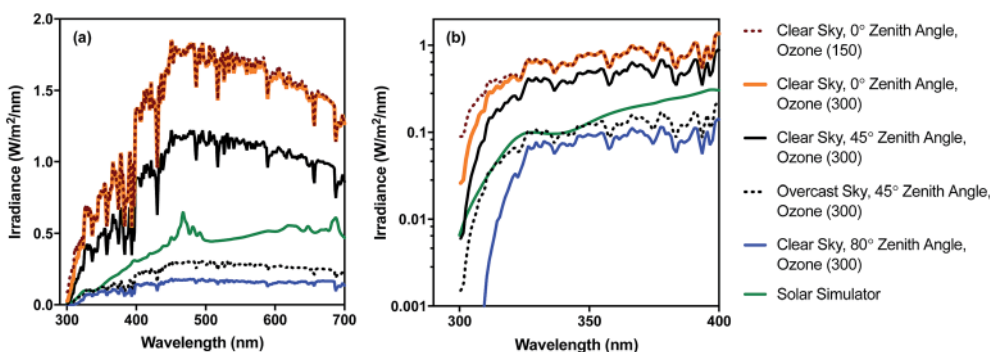 2.0
1.5
1.0
0.5
0.0
Irradiance (W/m²/nm)
(a)
300 400 500 600 700
Wavelength (nm)
1
0.1
0.01
0.001
Irradiance (W/m²/nm)
(b)
300 350 400
Wavelength (nm)
Clear Sky, 0° Zenith Angle,
Ozone (150)
Clear Sky, 0° Zenith Angle,
Ozone (300)
Clear Sky, 45° Zenith Angle,
Ozone (300)
Overcast Sky, 45° Zenith Angle,
Ozone (300)
Clear Sky, 80° Zenith Angle,
Ozone (300)
Solar Simulator